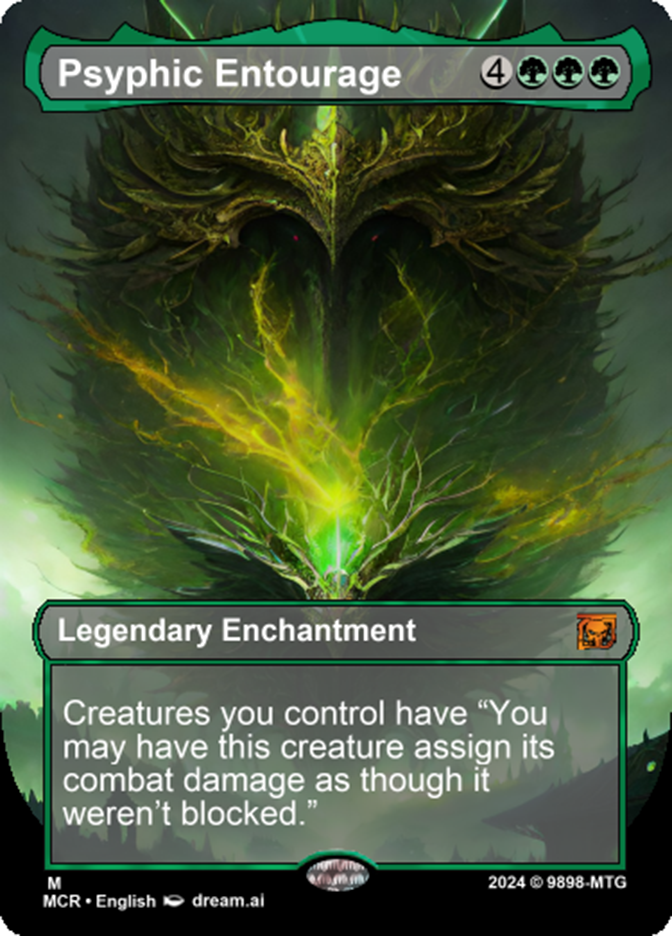 Psyphic Entourage 4
Legendary Enchantment
Creatures you control have “You
may have this creature assign its
combat damage as though it
weren’t blocked.”
M
2024 © 9898-MTG
MCR • English dream.ai